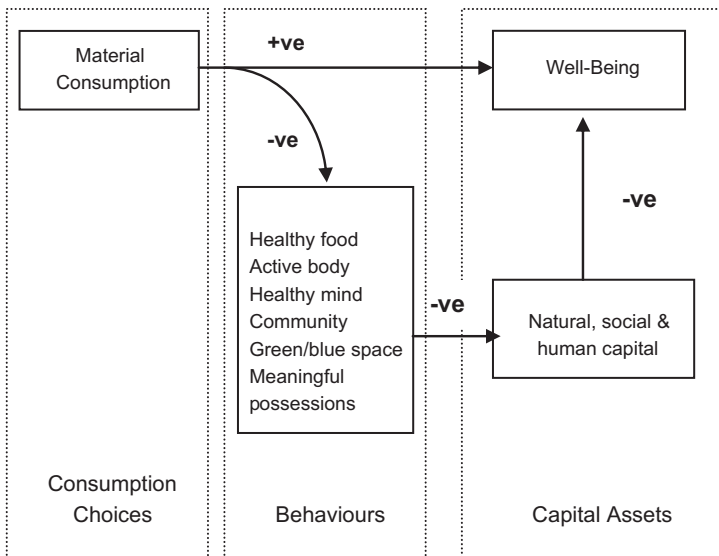 Material
Consumption
+ve
Well-Being
-ve
-ve
Healthy food
Active body
Healthy mind
Community
Green/blue space
Meaningful
possessions
-ve
Natural, social &
human capital
Consumption
Choices
Behaviours
Capital Assets